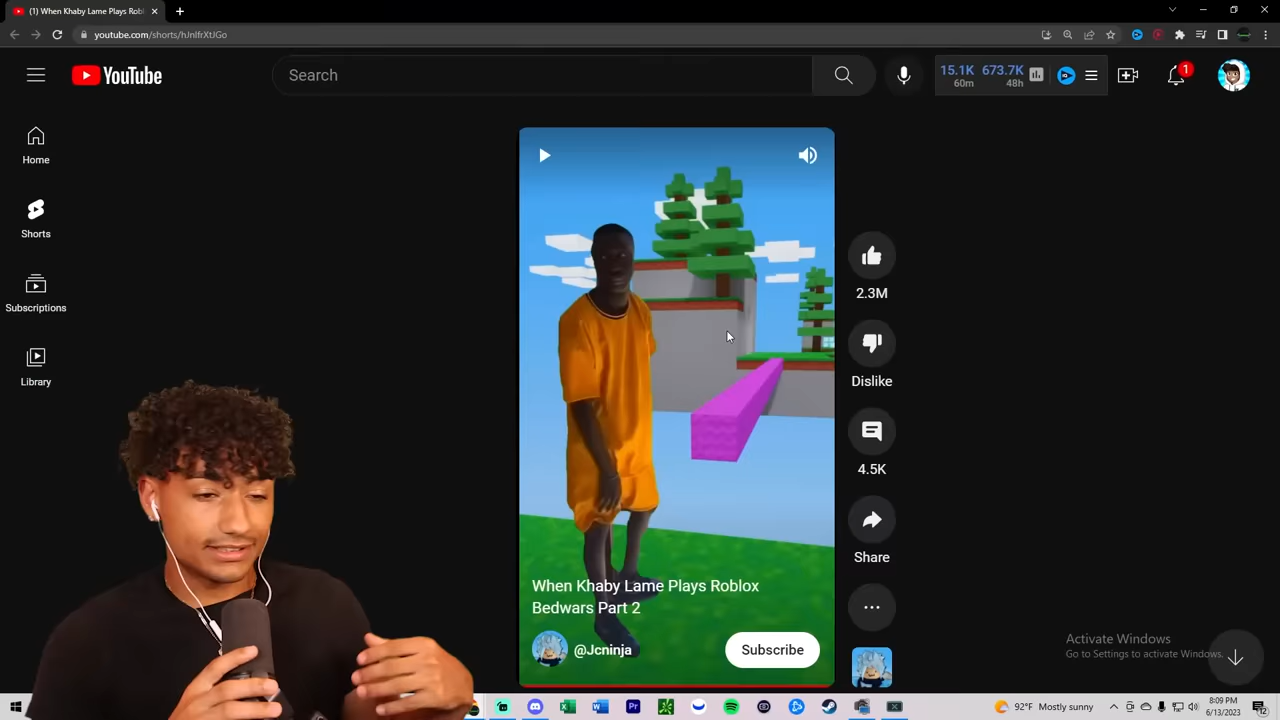 (1) When Khaby Lame Plays Robl
youtube.com/shorts/hJnlfrXtJGo
YouTube
Search
15.1K 673.7K
60m 48h
1
Home
Shorts
Subscriptions
Library
2.3M
Dislike
4.5K
Share
When Khaby Lame Plays Roblox
Bedwars Part 2
@Jcninja
Subscribe
Activate Windows
Go to Settings to activate Windows.
92°F Mostly sunny
8:09 PM
6/13/2023
12